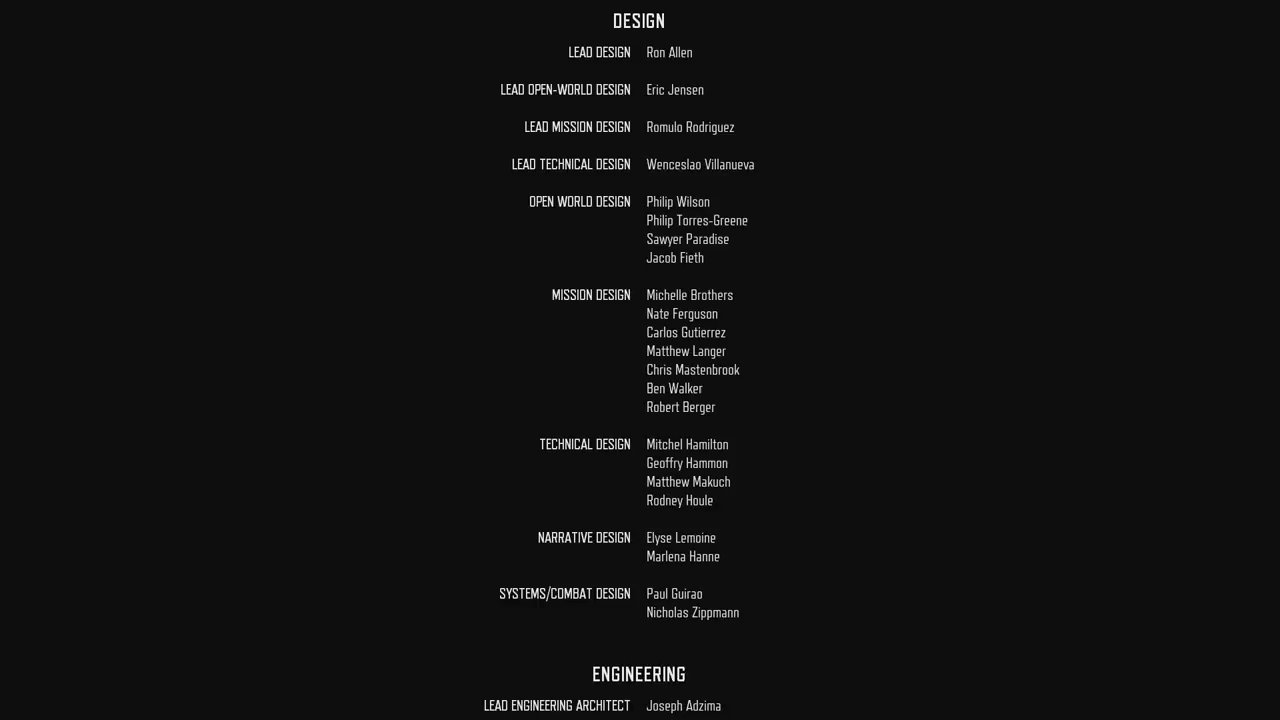 DESIGN
LEAD DESIGN Ron Allen
LEAD OPEN-WORLD DESIGN Eric Jensen
LEAD MISSION DESIGN Romulo Rodriguez
LEAD TECHNICAL DESIGN Wenceslao Villanueva
OPEN WORLD DESIGN Philip Wilson
Philip Torres-Greene
Sawyer Paradise
Jacob Fieth
MISSION DESIGN Michelle Brothers
Nate Ferguson
Carlos Gutierrez
Matthew Langer
Chris Mastenbrook
Ben Walker
Robert Berger
TECHNICAL DESIGN Mitchel Hamilton
Geoffry Hammon
Matthew Makuch
Rodney Houle
NARRATIVE DESIGN Elyse Lemoine
Marlena Hanne
SYSTEMS/COMBAT DESIGN Paul Guirao
Nicholas Zippmann
ENGINEERING
LEAD ENGINEERING ARCHITECT Joseph Adzima